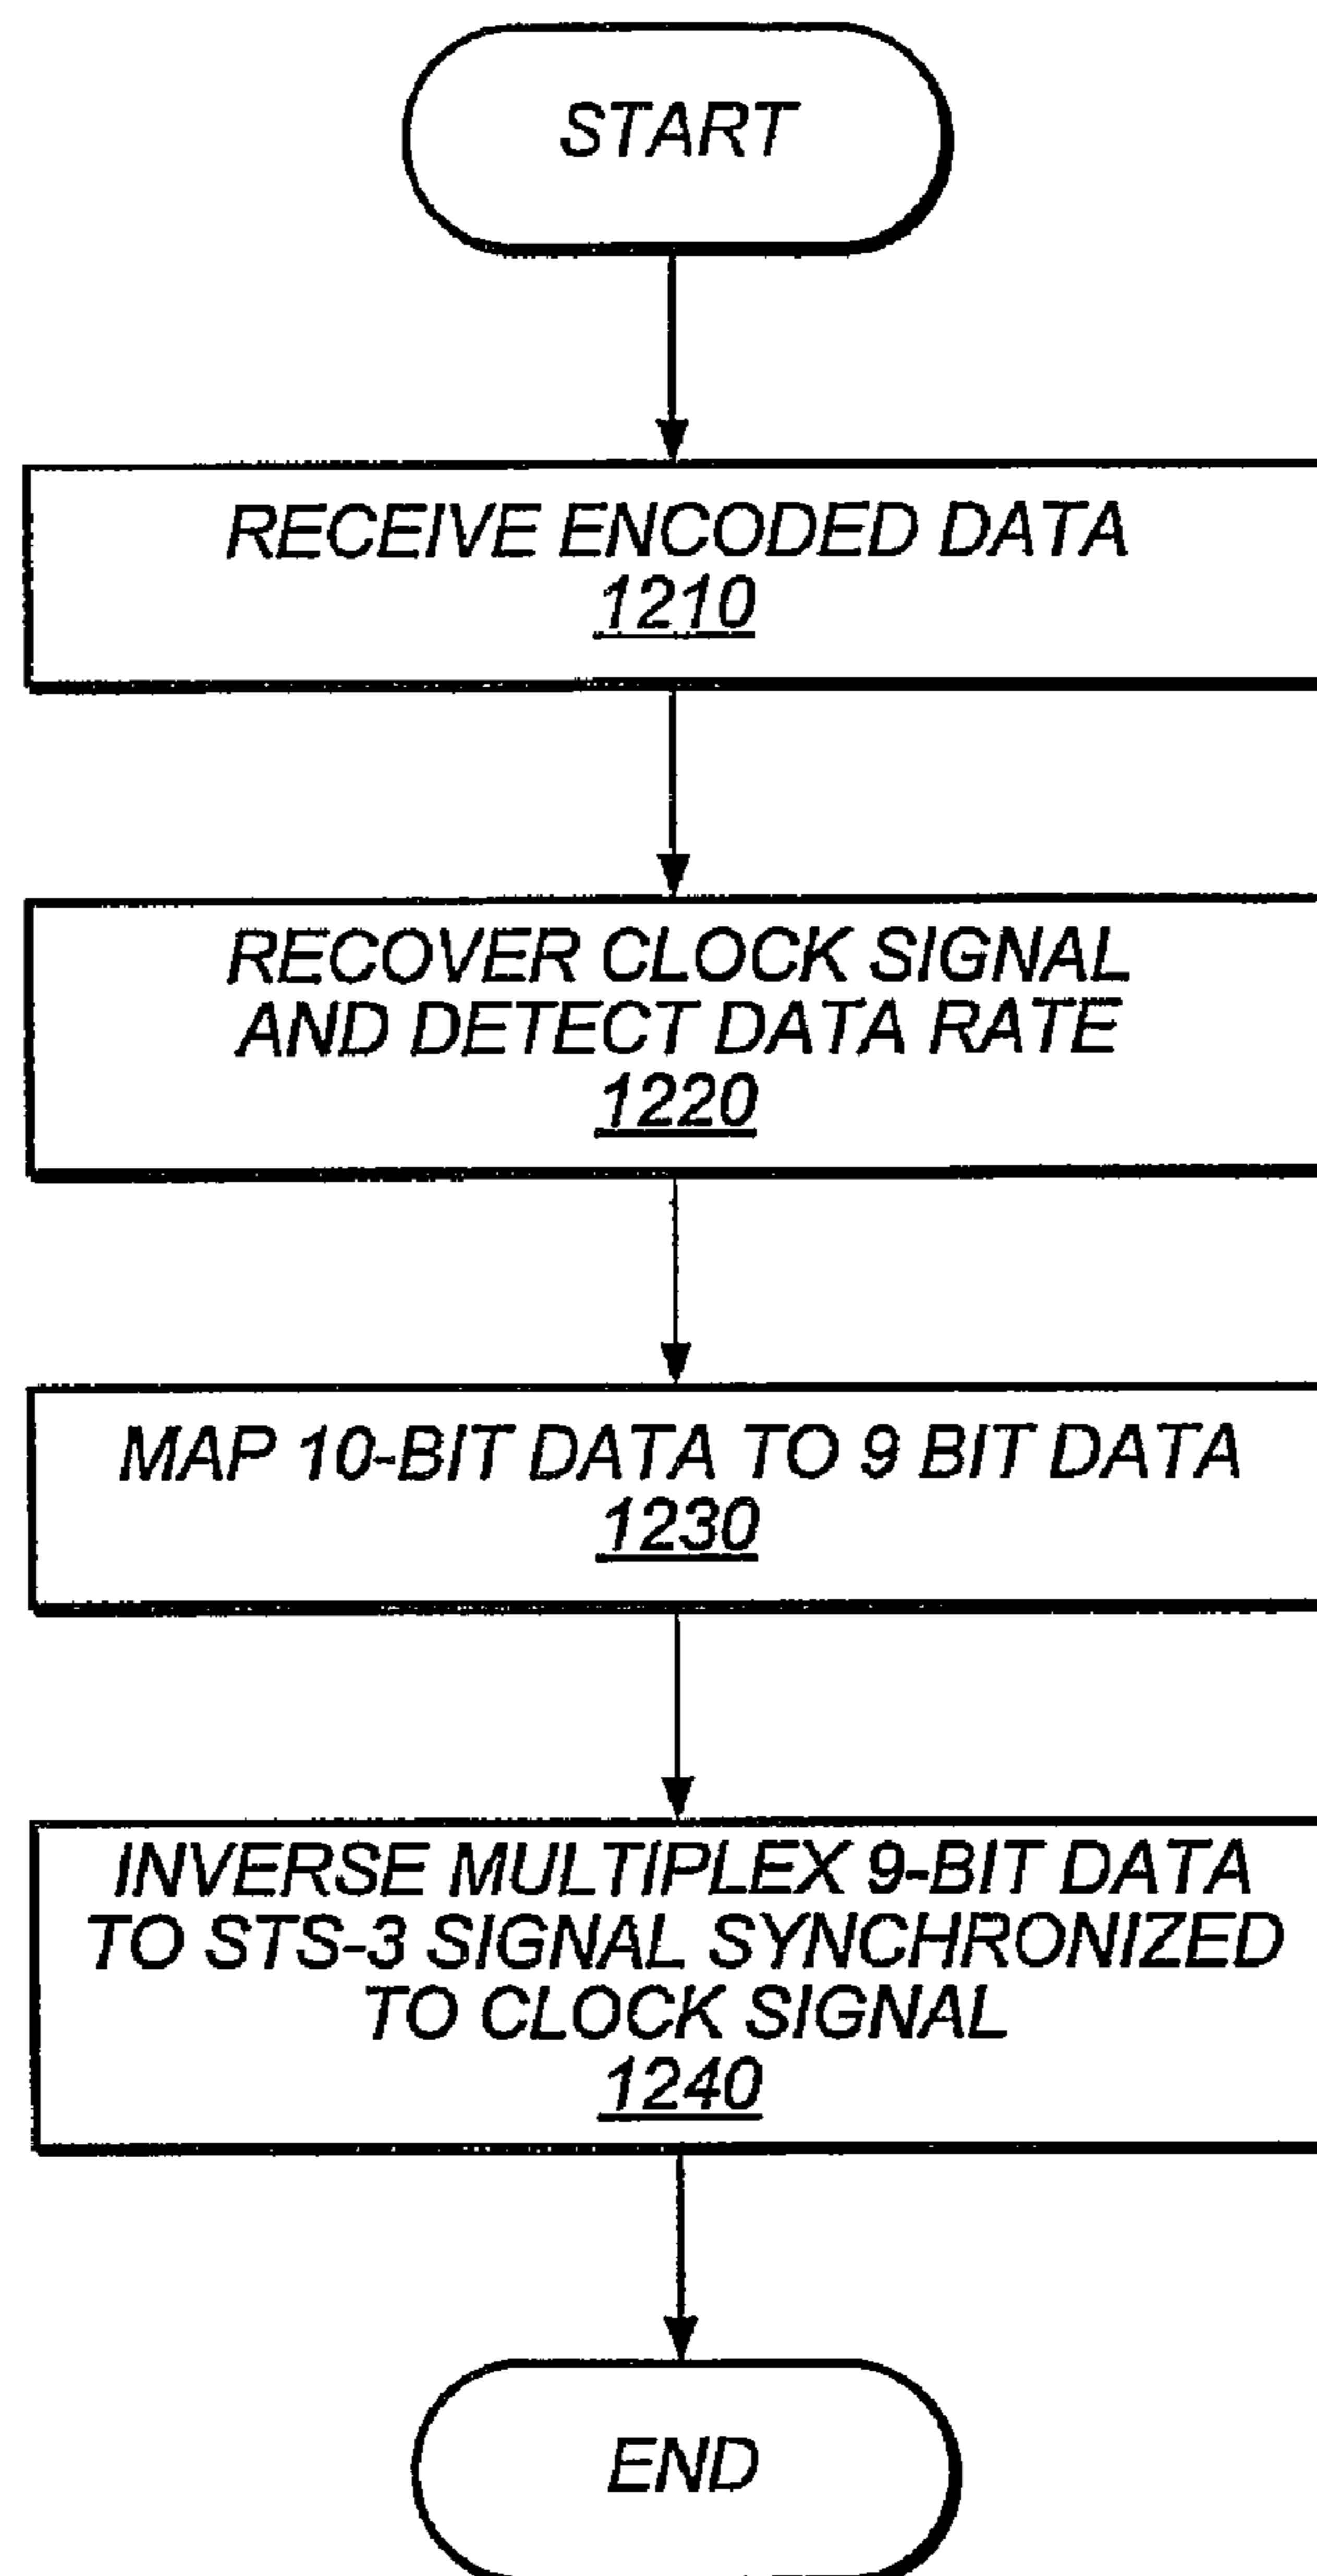 START
RECEIVE ENCODED DATA
1210
RECOVER CLOCK SIGNAL
AND DETECT DATA RATE
1220
MAP 10-BIT DATA TO 9 BIT DATA
1230
INVERSE MULTIPLEX 9-BIT DATA
TO STS-3 SIGNAL SYNCHRONIZED
TO CLOCK SIGNAL
1240
END